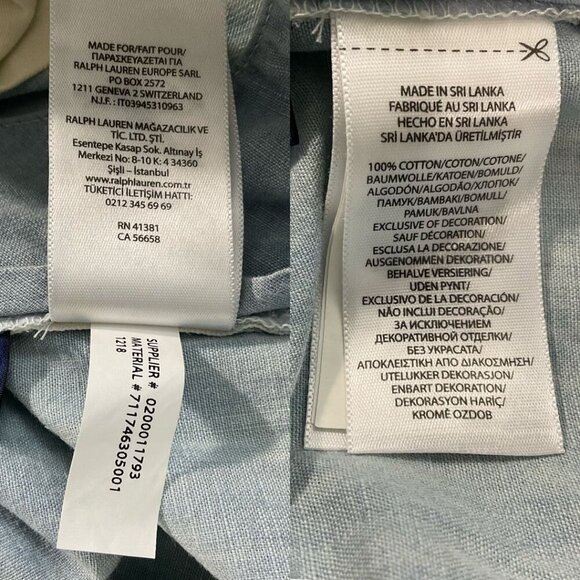 MADE FOR/FAIT POUR/
ΠΑΡΑΣΚΕΥΑΖΕΤΑΙ ΓΙΑ
RALPH LAUREN EUROPE SARL
PO BOX 2572
1211 GENEVA 2 SWITZERLAND
N.I.F.: IT03945310963
RALPH LAUREN MAĞAZACILIK VE
TİC. LTD. ŞTİ.
Esentepe Kasap Sok. Altınay İş
Merkezi No: 8-10 K: 4 34360
Şişli - İstanbul
www.ralphlauren.com.tr
TÜKETİCİ İLETİŞİM HATTI:
0212 345 69 69
RN 41381
CA 56658
SUPPLIER # 0200011793
MATERIAL # 711746305001
1218
MADE IN SRI LANKA
FABRIQUÉ AU SRI LANKA
HECHO EN SRI LANKA
SRİ LANKA'DA ÜRETİLMİŞTİR
100% COTTON/COTON/COTONE/
BAUMWOLLE/KATOEN/BOMULD/
ALGODÓN/ALGODÃO/ХЛОПОК/
ПАМУК/ΒΑΜΒΑΚΙ/BOMULL/
PAMUK/BAVLNA
EXCLUSIVE OF DECORATION/
SAUF DÉCORATION/
ESCLUSA LA DECORAZIONE/
AUSGENOMMEN DEKORATION/
BEHALVE VERSIERING/
UDEN PYNT/
EXCLUSIVO DE LA DECORACIÓN/
NÃO INCLUI DECORAÇÃO/
ЗА ИСКЛЮЧЕНИЕМ
ДЕКОРАТИВНОЙ ОТДЕЛКИ/
БЕЗ УКРАСАТА/
ΑΠΟΚΛΕΙΣΤΙΚΗ ΑΠΟ ΔΙΑΚΟΣΜΗΣΗ/
UTELUKKER DEKORASJON/
ENBART DEKORATION/
DEKORASYON HARİÇ/
KROMĚ OZDOB